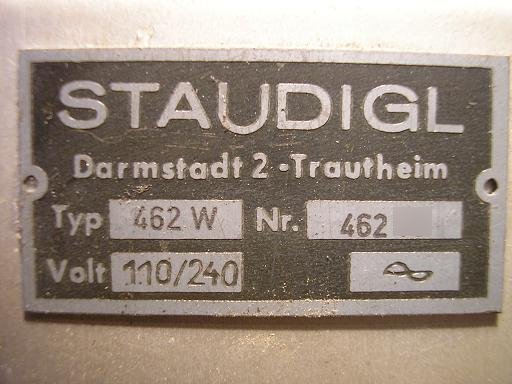 STAUDIGL
Darmstadt 2 · Trautheim
Typ 462 W Nr. 462
Volt 110/240